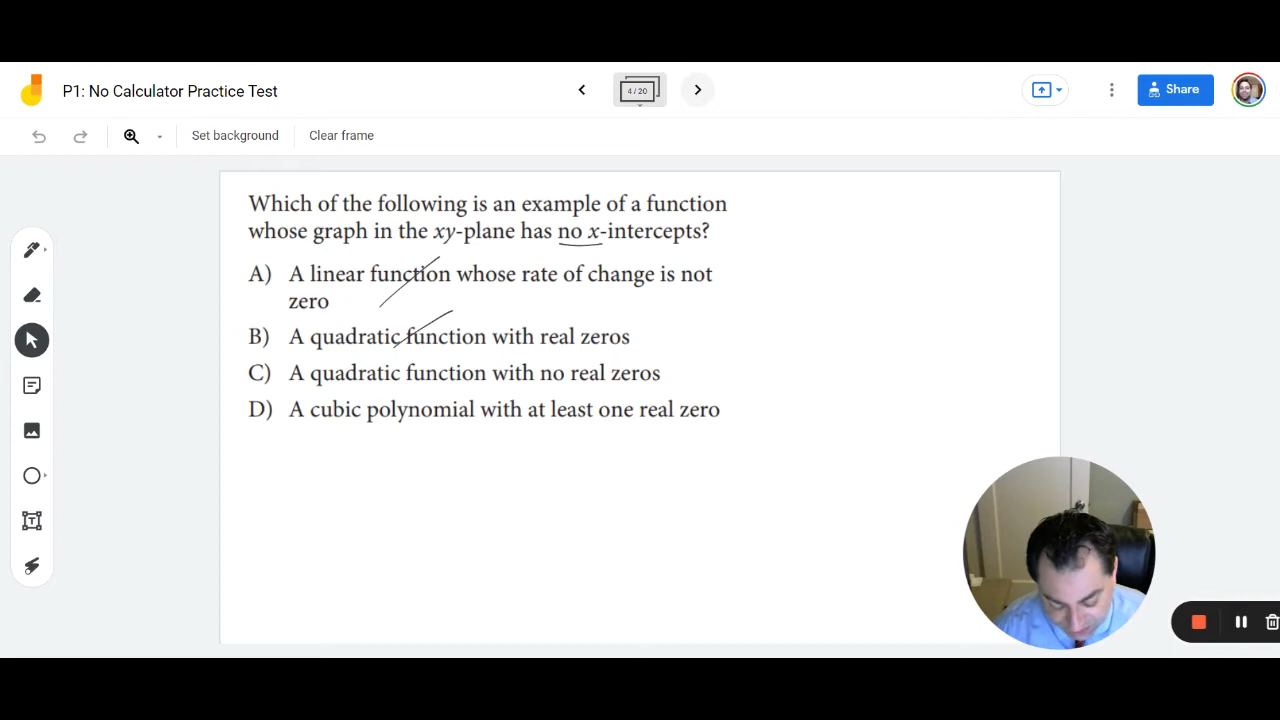 P1: No Calculator Practice Test
4 / 20
Share
Set background
Clear frame
Which of the following is an example of a function
whose graph in the xy-plane has no x-intercepts?
A) A linear function whose rate of change is not
zero
B) A quadratic function with real zeros
C) A quadratic function with no real zeros
D) A cubic polynomial with at least one real zero